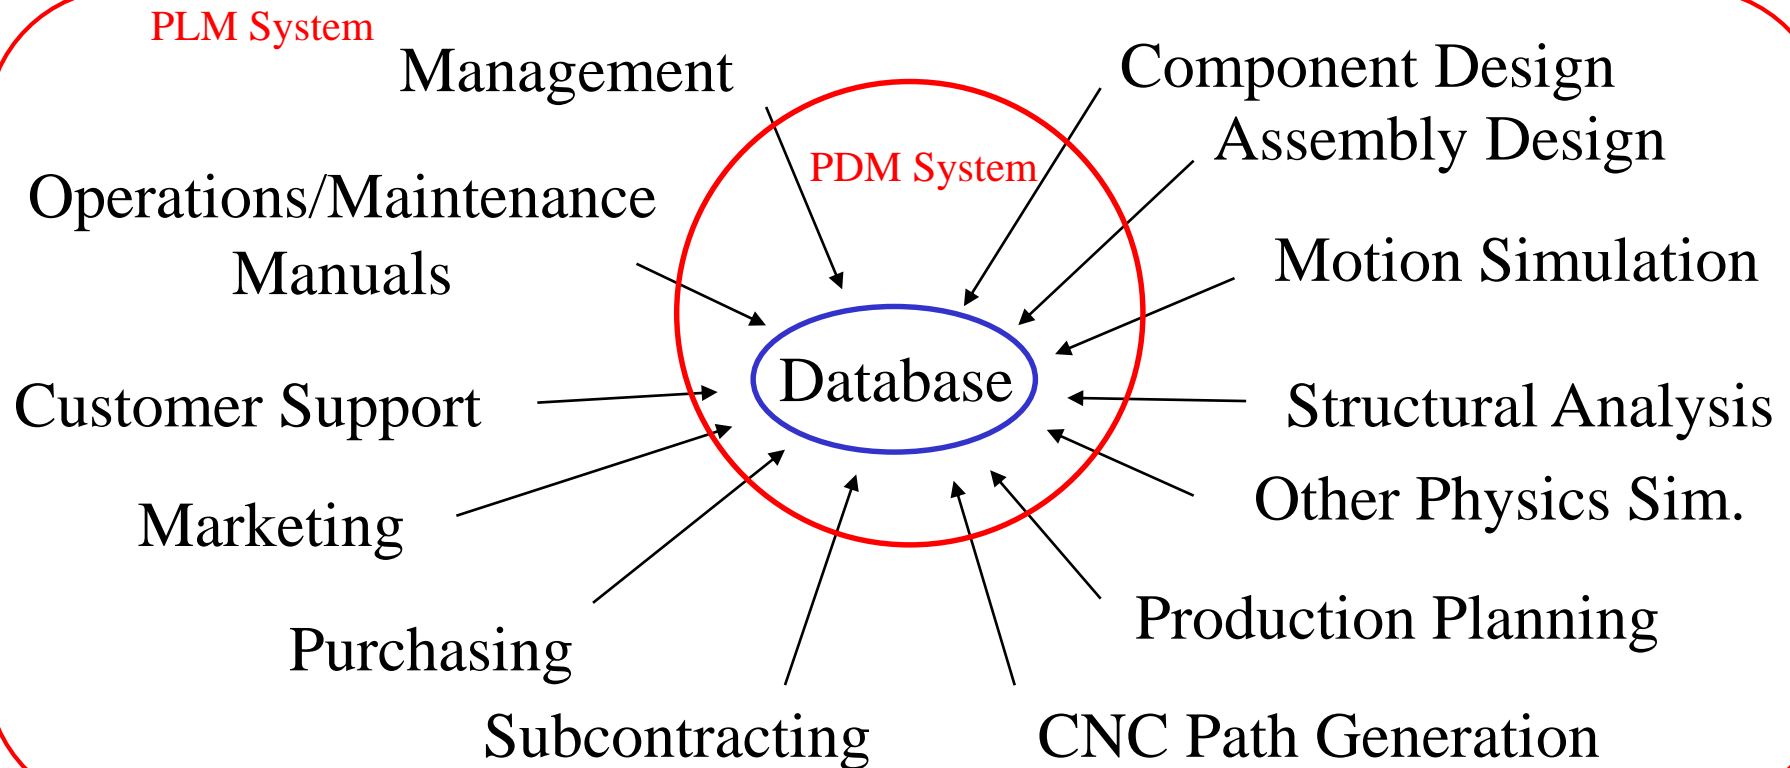 PLM System
Management
Component Design
Assembly Design
PDM System
Operations/Maintenance
Manuals
Motion Simulation
Database
Customer Support
Structural Analysis
Marketing
Other Physics Sim.
Purchasing
Production Planning
Subcontracting
CNC Path Generation